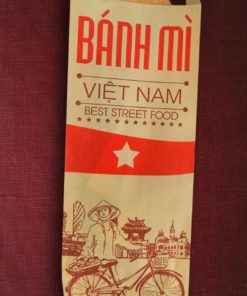 BÁNH MÌ
VIỆT NAM
BEST STREET FOOD